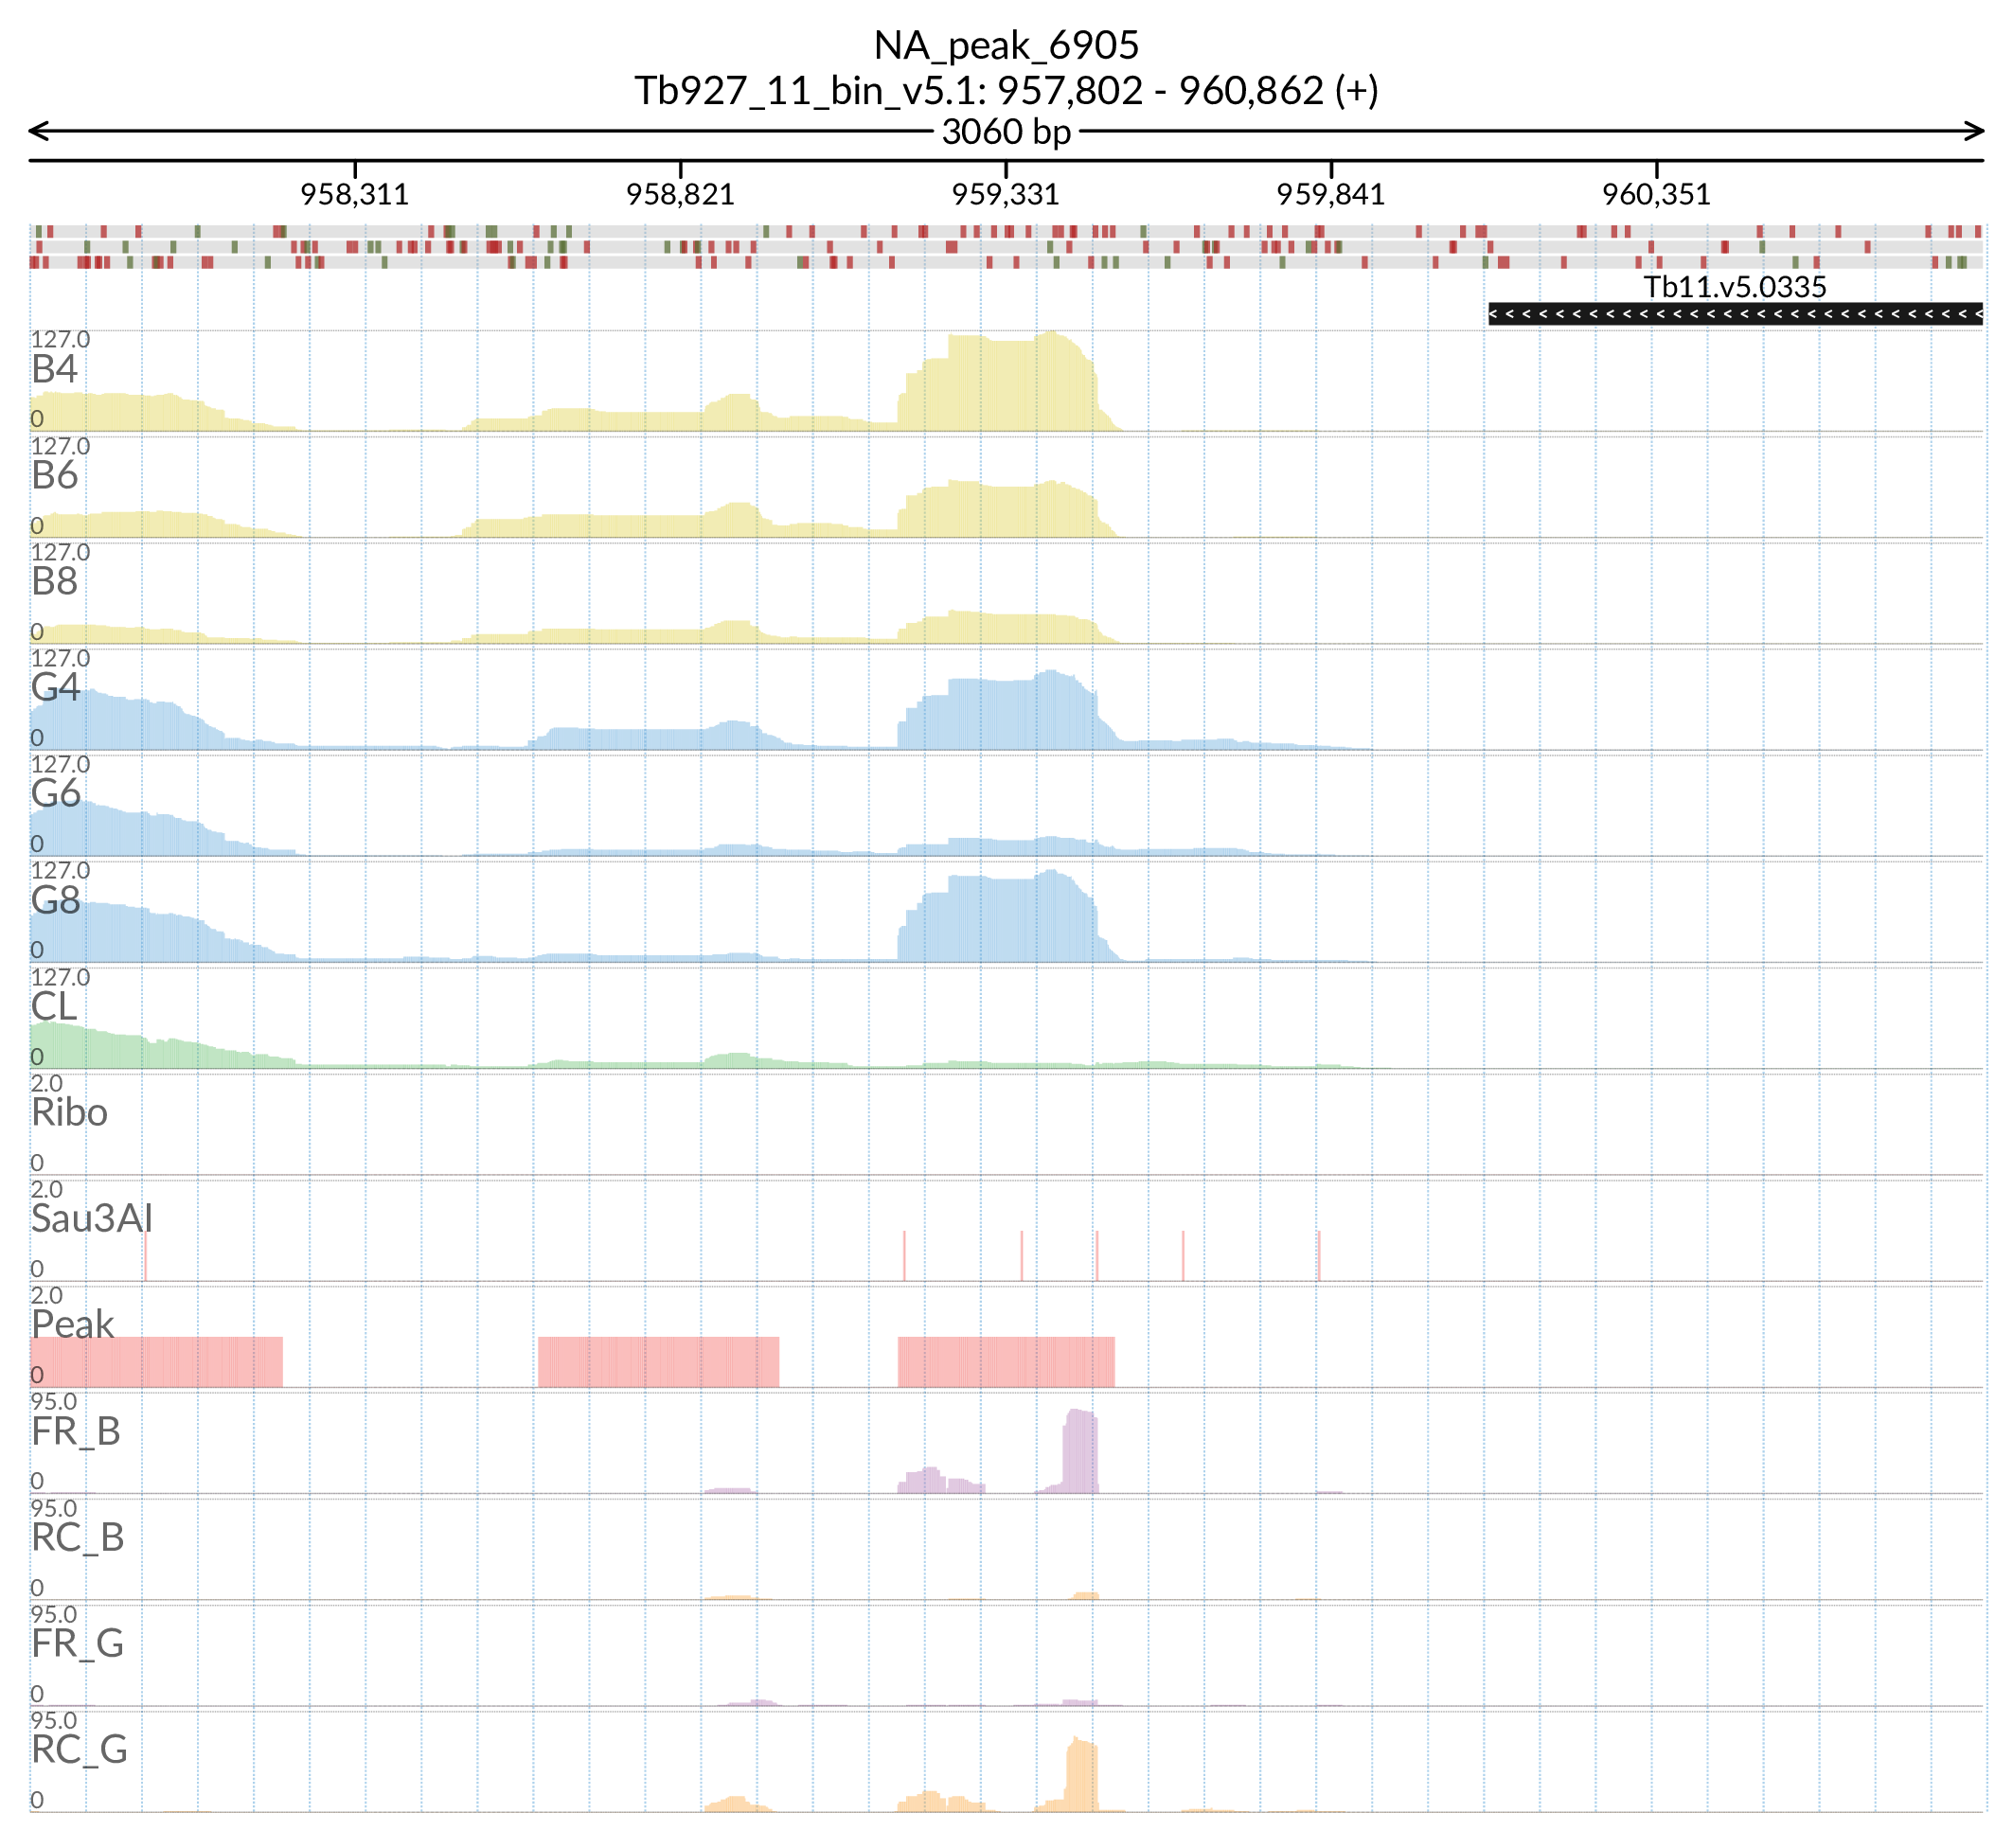 NA_peak_6905
Tb927_11_bin_v5.1: 957,802 - 960,862 (+)
3060 bp
958,311 958,821 959,331 959,841 960,351
Tb11.v5.0335
127.0
B4
0
127.0
B6
0
127.0
B8
0
127.0
G4
0
127.0
G6
0
127.0
G8
0
127.0
CL
0
2.0
Ribo
0
2.0
Sau3AI
0
2.0
Peak
0
95.0
FR_B
0
95.0
RC_B
0
95.0
FR_G
0
95.0
RC_G
0